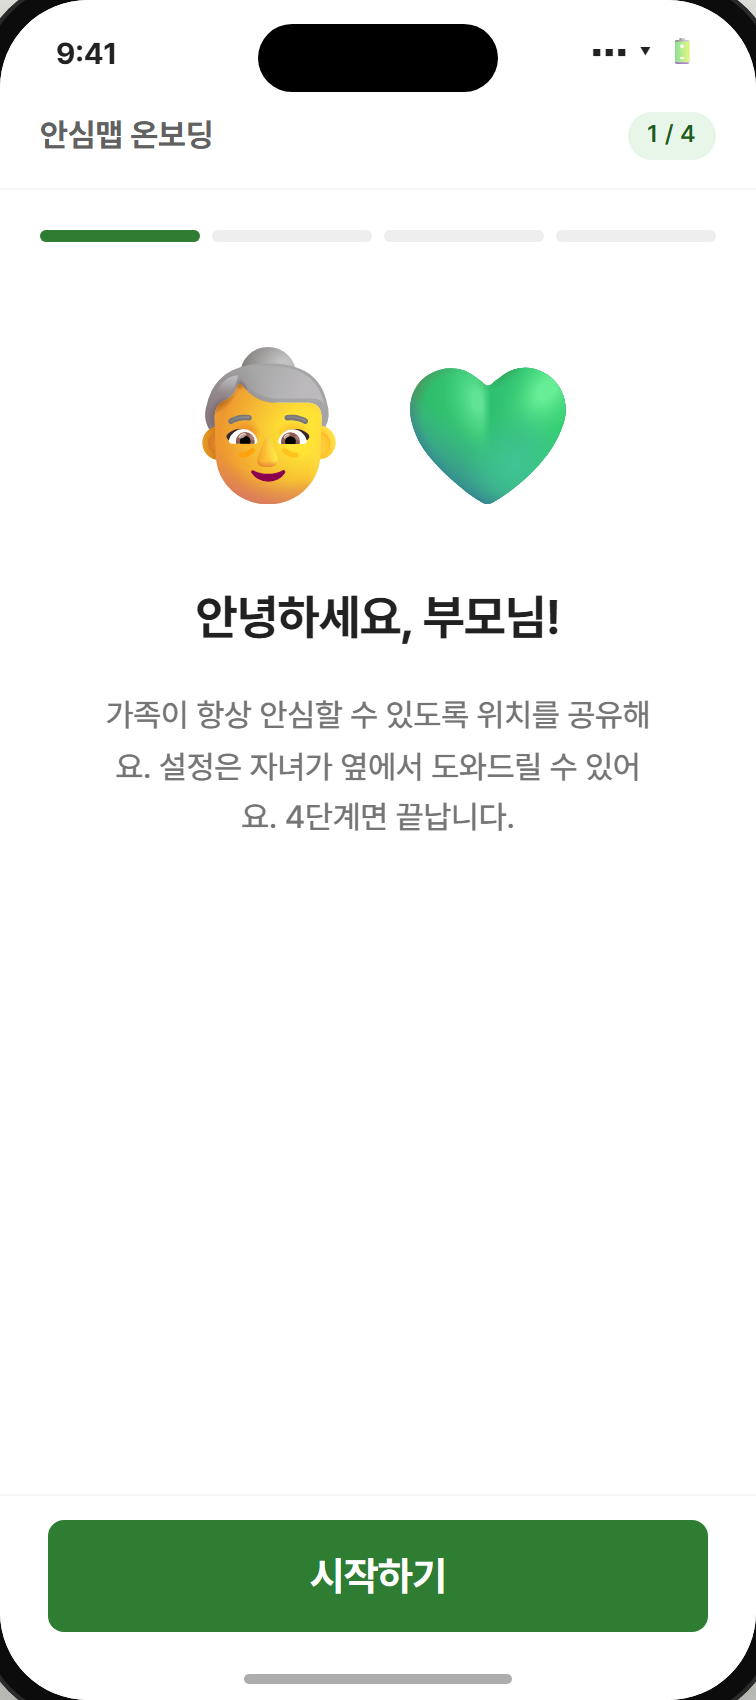 9:41
안심맵 온보딩
1 / 4
안녕하세요, 부모님!
가족이 항상 안심할 수 있도록 위치를 공유해
요. 설정은 자녀가 옆에서 도와드릴 수 있어
요. 4단계면 끝납니다.
시작하기